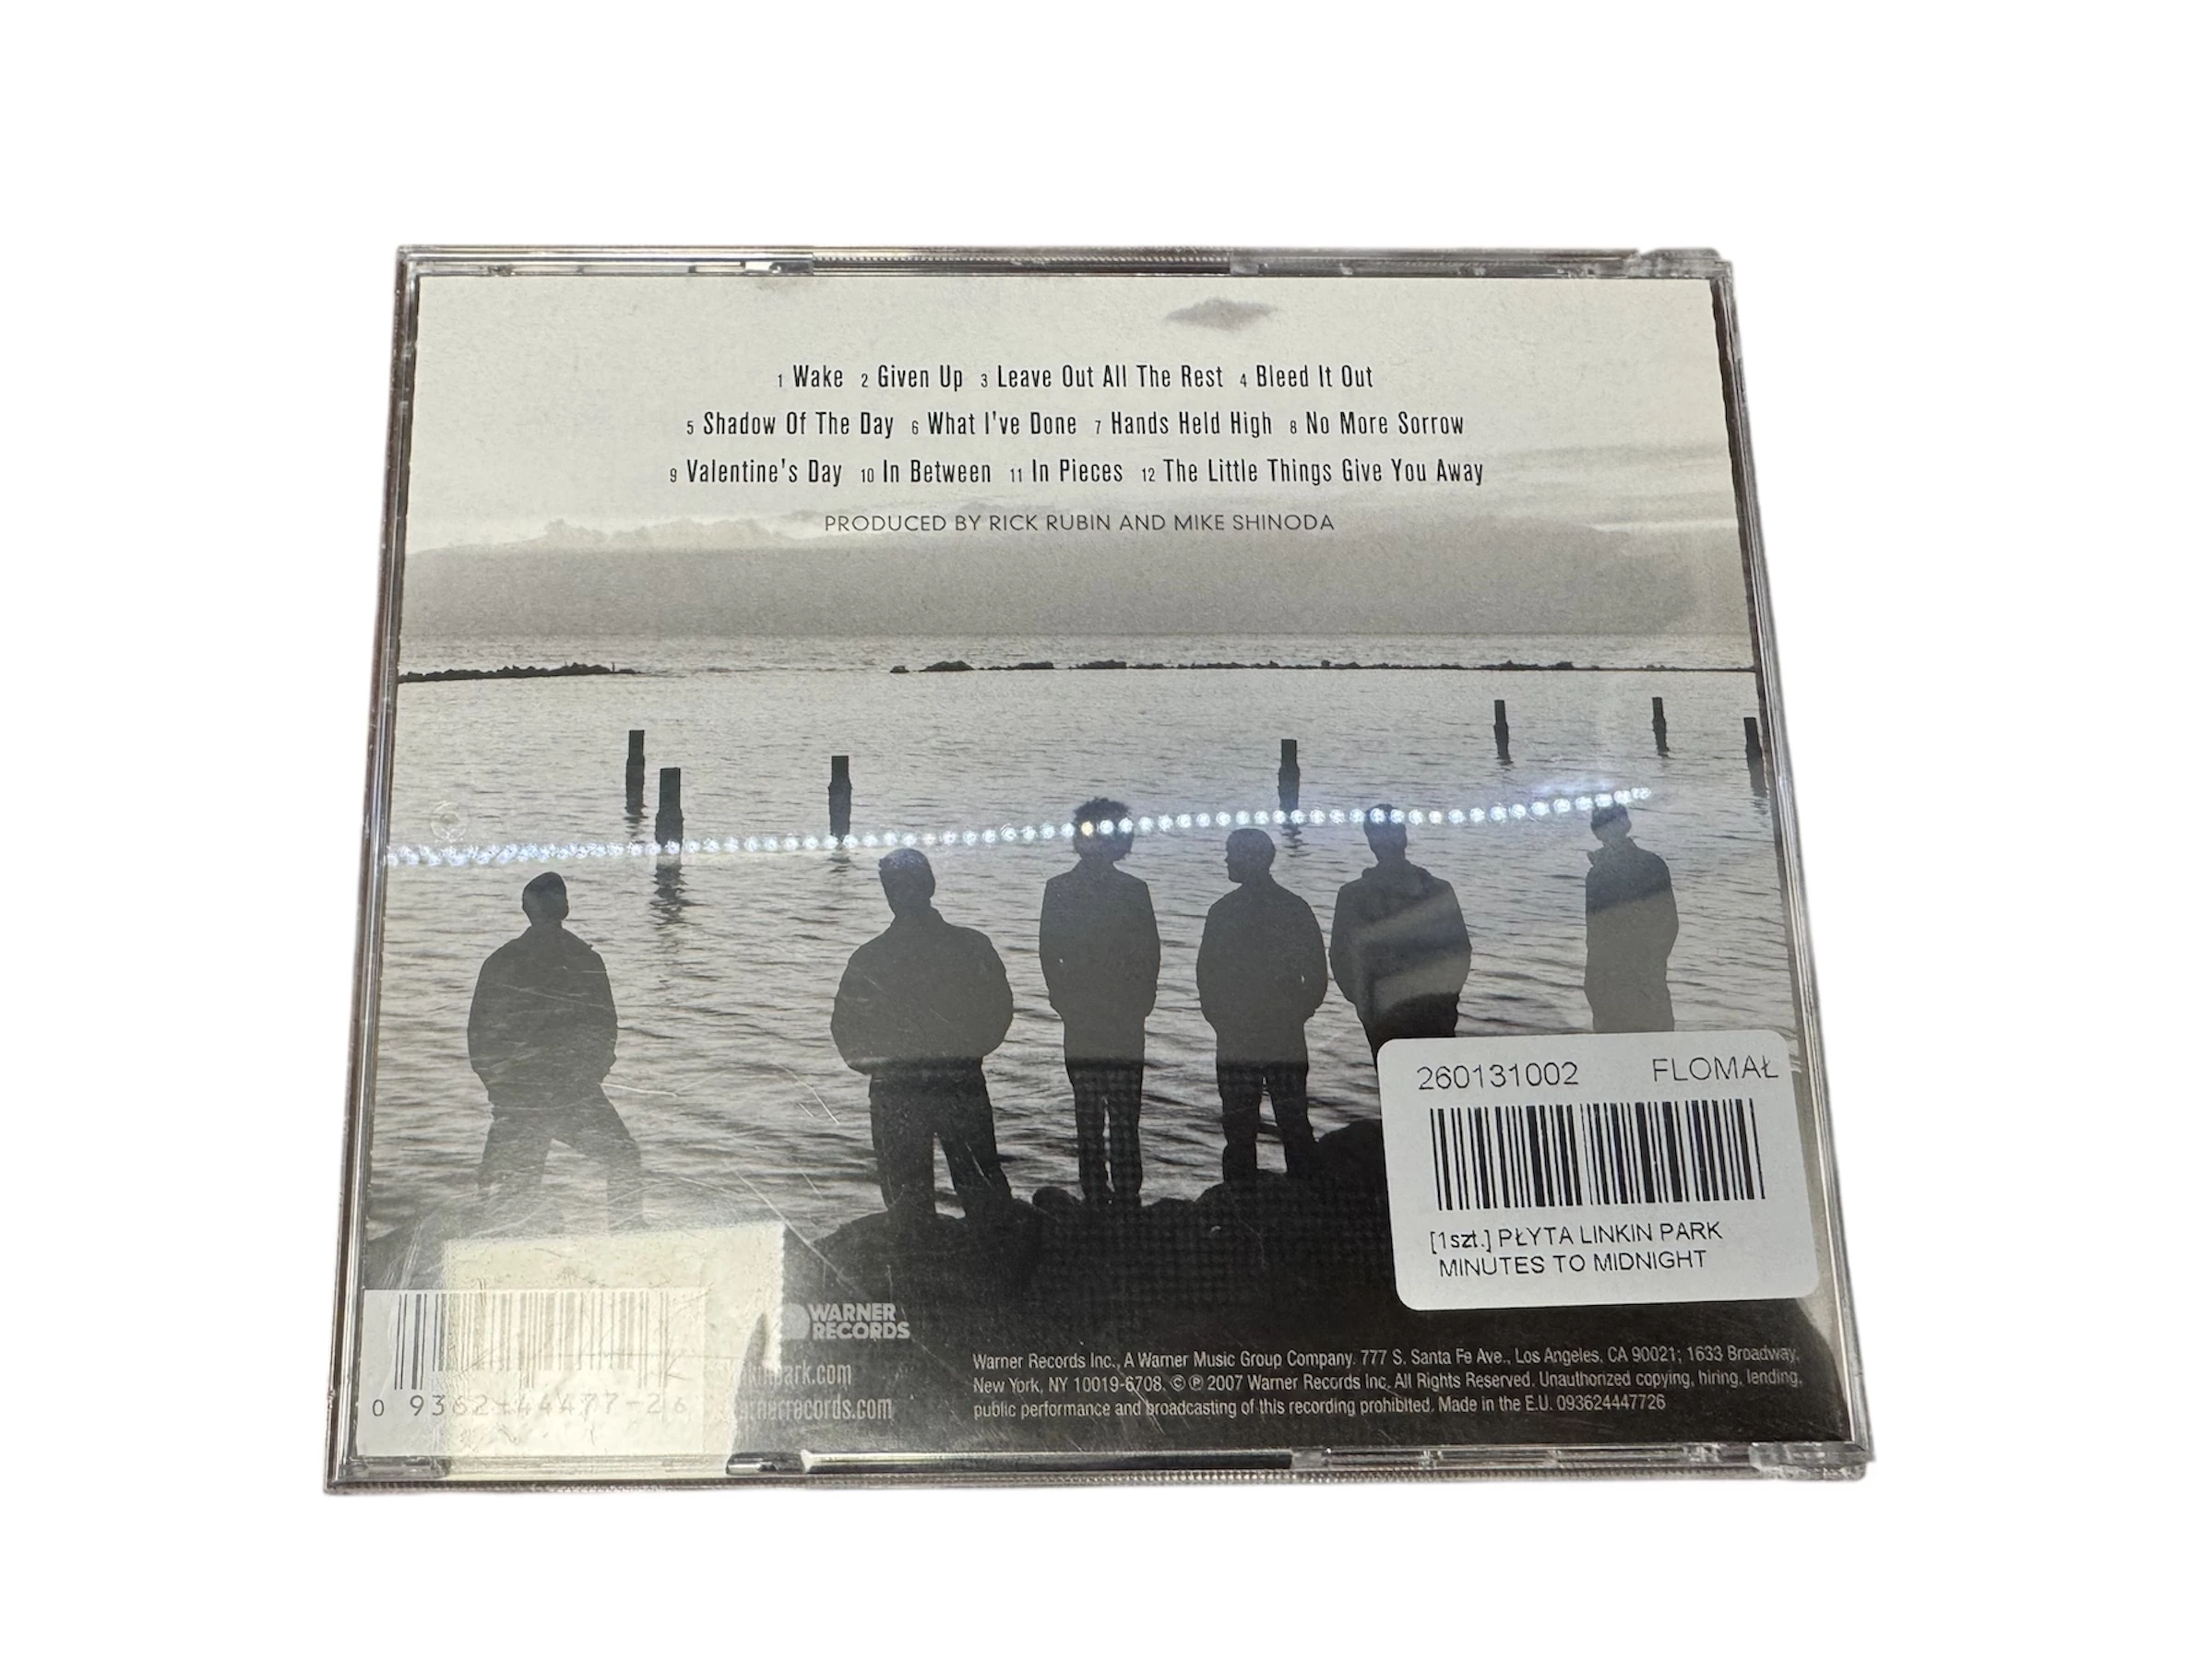 1 Wake 2 Given Up 3 Leave Out All The Rest 4 Bleed It Out
5 Shadow Of The Day 6 What I've Done 7 Hands Held High 8 No More Sorrow
9 Valentine's Day 10 In Between 11 In Pieces 12 The Little Things Give You Away
PRODUCED BY RICK RUBIN AND MIKE SHINODA
260131002 FLOMAŁ
[1szt.] PŁYTA LINKIN PARK
MINUTES TO MIDNIGHT
0 9362-44477-2 6
WARNER
RECORDS
Warner Records Inc., A Warner Music Group Company. 777 S. Santa Fe Ave., Los Angeles, CA 90021; 1633 Broadway,
New York, NY 10019-6708. © ℗ 2007 Warner Records Inc. All Rights Reserved. Unauthorized copying, hiring, lending,
public performance and broadcasting of this recording prohibited. Made in the E.U. 093624447726